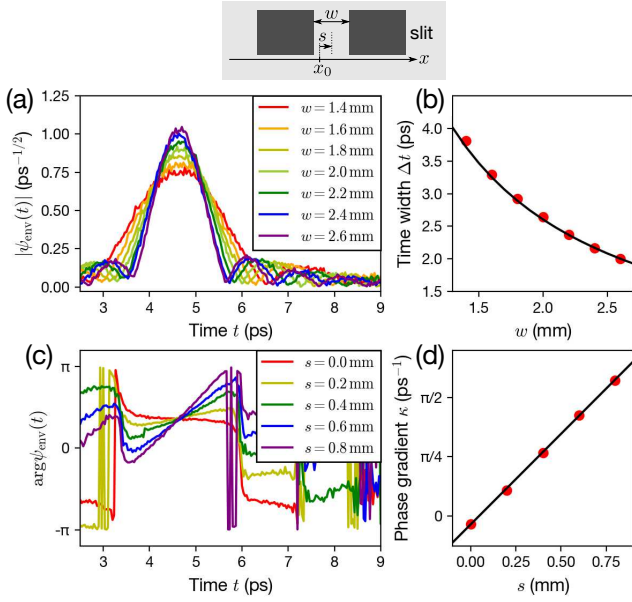 w
s
slit
x₀
x
(a)
1.25
1.00
0.75
0.50
0.25
0.00
|ψenv(t)| (ps⁻¹/²)
w = 1.4 mm
w = 1.6 mm
w = 1.8 mm
w = 2.0 mm
w = 2.2 mm
w = 2.4 mm
w = 2.6 mm
3 4 5 6 7 8 9
Time t (ps)
(b)
4.0
3.5
3.0
2.5
2.0
1.5
Time width Δt (ps)
1.5 2.0 2.5
w (mm)
(c)
π
0
-π
argψenv(t)
s = 0.0 mm
s = 0.2 mm
s = 0.4 mm
s = 0.6 mm
s = 0.8 mm
3 4 5 6 7 8 9
Time t (ps)
(d)
π/2
π/4
0
Phase gradient κ (ps⁻¹)
0.00 0.25 0.50 0.75
s (mm)